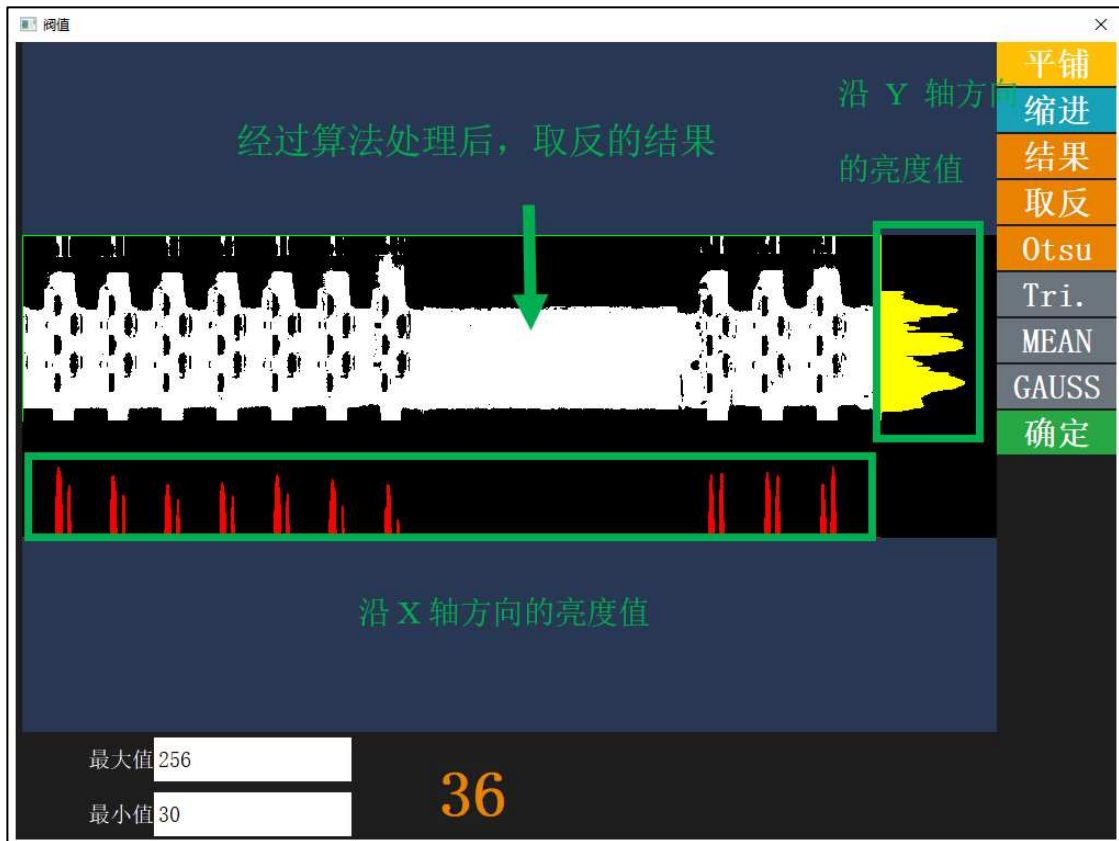 阀值
平铺
沿 Y 轴方向
缩进
经过算法处理后，取反的结果
的亮度值
结果
取反
Otsu
Tri.
MEAN
GAUSS
确定
沿 X 轴方向的亮度值
最大值 256
最小值 30
36